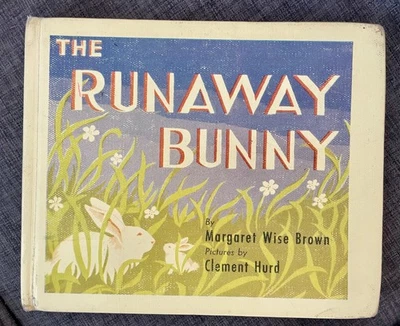 THE
RUNAWAY
BUNNY
By
Margaret Wise Brown
Pictures by
Clement Hurd